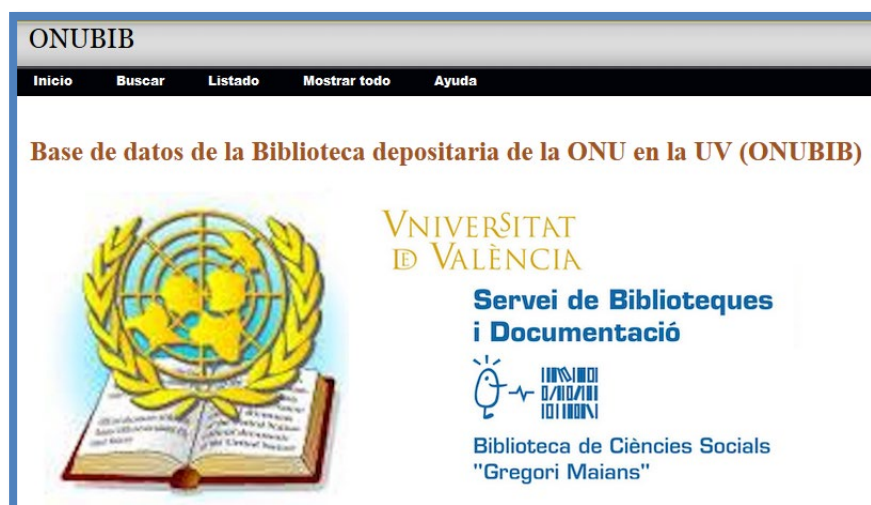 ONUBIB
Inicio Buscar Listado Mostrar todo Ayuda
Base de datos de la Biblioteca depositaria de la ONU en la UV (ONUBIB)
VNIVERSITAT
DE VALÈNCIA
Servei de Biblioteques
i Documentació
Biblioteca de Ciències Socials
"Gregori Maians"